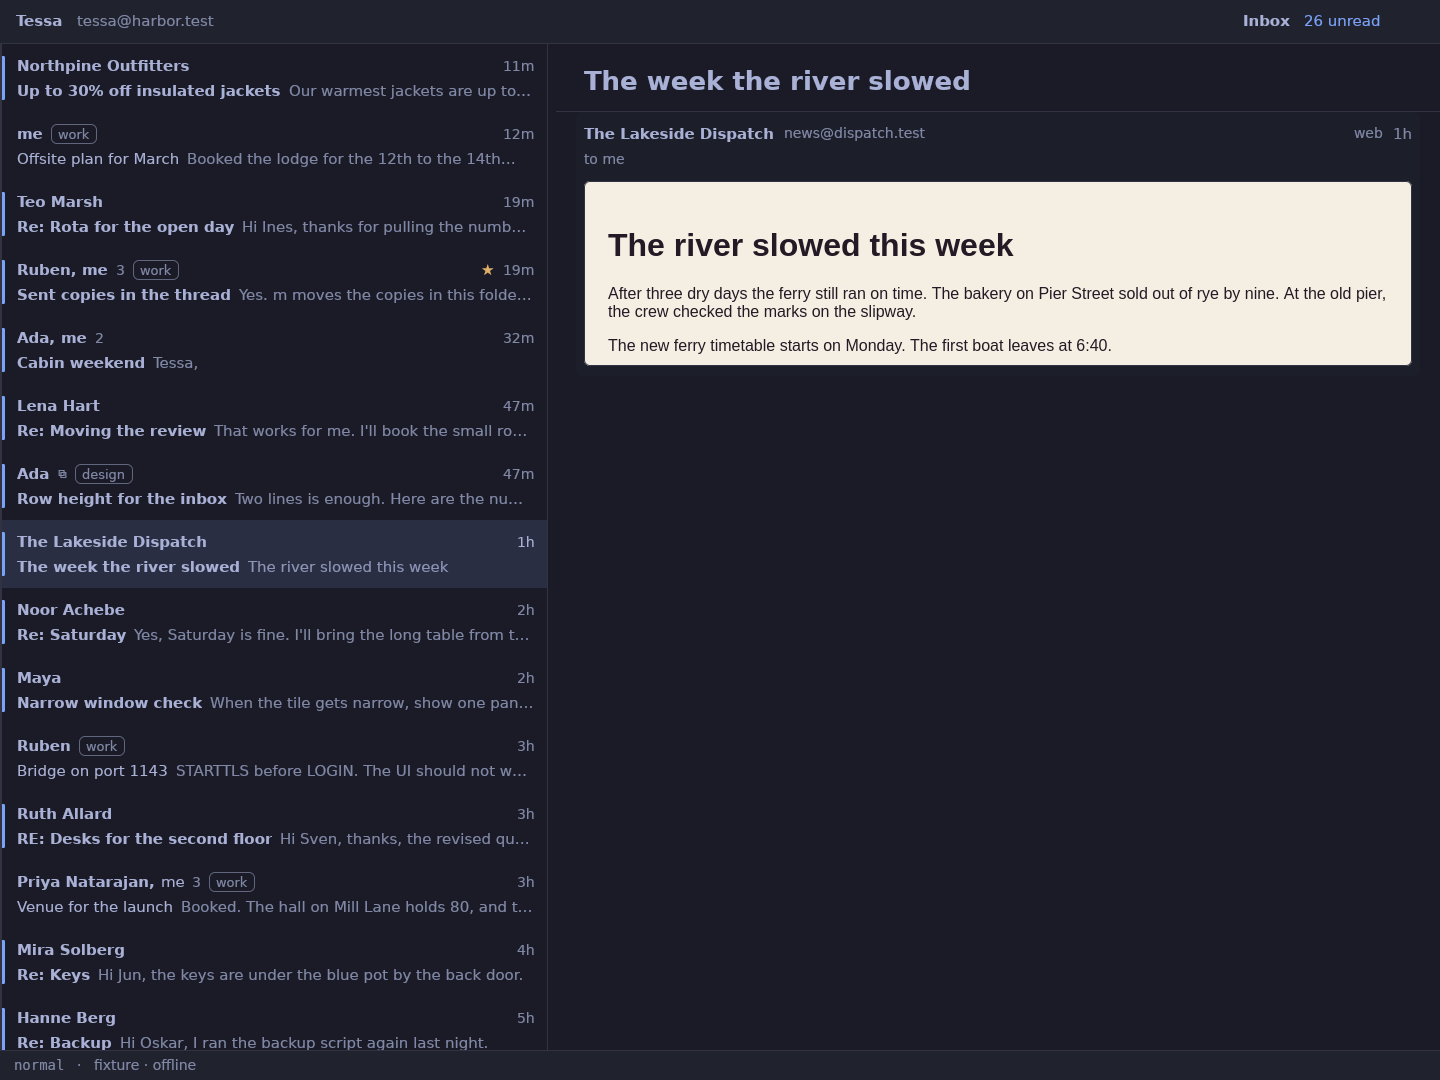 Tessa tessa@harbor.test
Inbox 26 unread
Northpine Outfitters 11m
Up to 30% off insulated jackets Our warmest jackets are up to…
me work 12m
Offsite plan for March Booked the lodge for the 12th to the 14th…
Teo Marsh 19m
Re: Rota for the open day Hi Ines, thanks for pulling the numb…
Ruben, me 3 work ★ 19m
Sent copies in the thread Yes. m moves the copies in this folde…
Ada, me 2 32m
Cabin weekend Tessa,
Lena Hart 47m
Re: Moving the review That works for me. I'll book the small ro…
Ada design 47m
Row height for the inbox Two lines is enough. Here are the nu…
The Lakeside Dispatch 1h
The week the river slowed The river slowed this week
Noor Achebe 2h
Re: Saturday Yes, Saturday is fine. I'll bring the long table from t…
Maya 2h
Narrow window check When the tile gets narrow, show one pan…
Ruben work 3h
Bridge on port 1143 STARTTLS before LOGIN. The UI should not w…
Ruth Allard 3h
RE: Desks for the second floor Hi Sven, thanks, the revised qu…
Priya Natarajan, me 3 work 3h
Venue for the launch Booked. The hall on Mill Lane holds 80, and t…
Mira Solberg 4h
Re: Keys Hi Jun, the keys are under the blue pot by the back door.
Hanne Berg 5h
Re: Backup Hi Oskar, I ran the backup script again last night.
The week the river slowed
The Lakeside Dispatch news@dispatch.test web 1h
to me
The river slowed this week
After three dry days the ferry still ran on time. The bakery on Pier Street sold out of rye by nine. At the old pier,
the crew checked the marks on the slipway.
The new ferry timetable starts on Monday. The first boat leaves at 6:40.
normal · fixture · offline